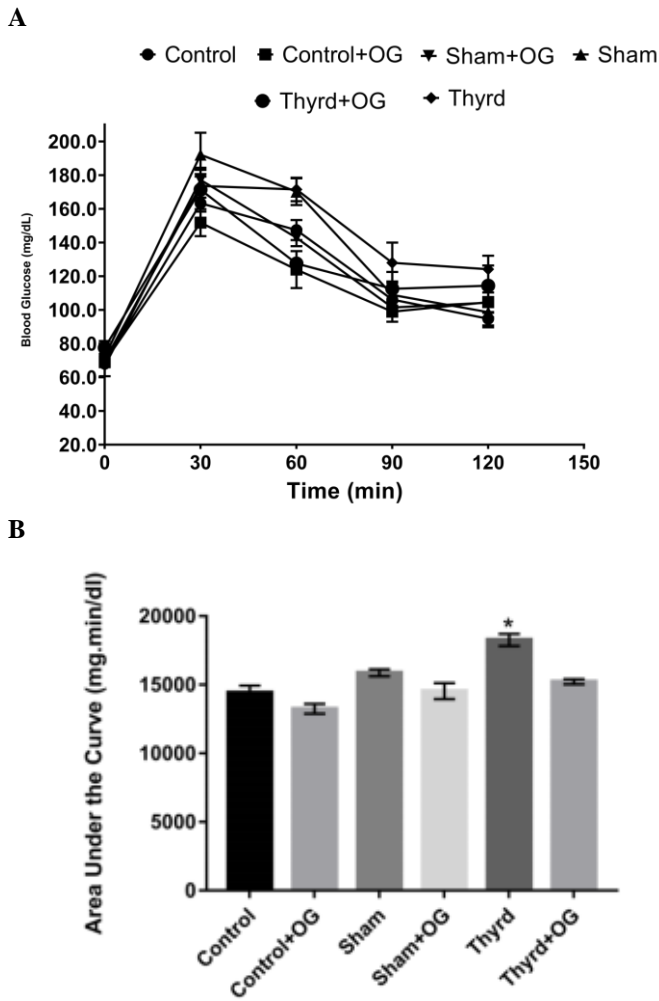 A
Control Control+OG Sham+OG Sham
Thyrd+OG Thyrd
Blood Glucose (mg/dL)
200.0
180.0
160.0
140.0
120.0
100.0
80.0
60.0
40.0
20.0
0 30 60 90 120 150
Time (min)
B
Area Under the Curve (mg.min/dl)
20000
15000
10000
5000
0
*
Control Control+OG Sham Sham+OG Thyrd Thyrd+OG